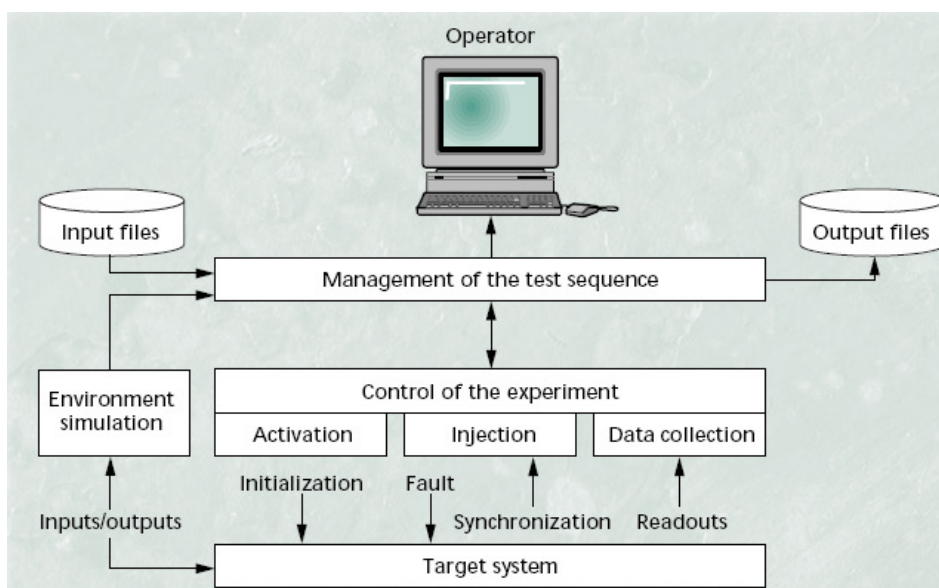 Operator
Input files
Output files
Management of the test sequence
Control of the experiment
Environment
simulation
Activation
Injection
Data collection
Initialization
Fault
Inputs/outputs
Synchronization
Readouts
Target system